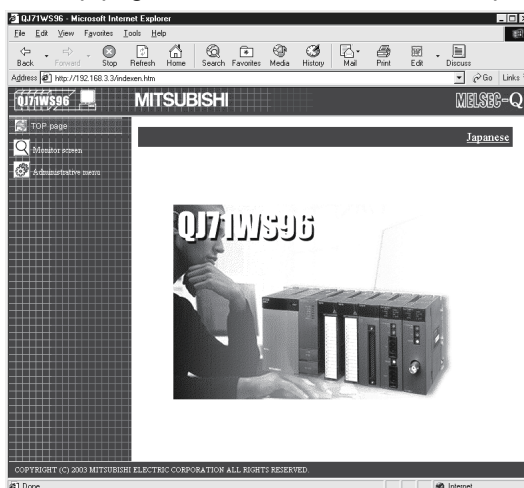 QJ71WS96 - Microsoft Internet Explorer
File Edit View Favorites Tools Help
Back Forward Stop Refresh Home Search Favorites Media History Mail Print Edit Discuss
Address http://192.168.3.3/indexen.htm Go Links
QJ71WS96 MITSUBISHI MELSEC-Q
TOP page
Japanese
Monitor screen
Administrative menu
QJ71WS96
COPYRIGHT (C) 2003 MITSUBISHI ELECTRIC CORPORATION ALL RIGHTS RESERVED.
Done Internet